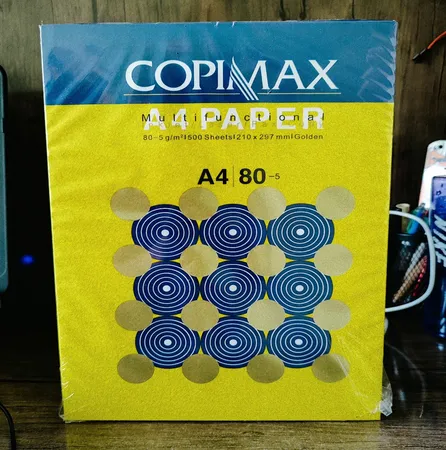 COPIMAX
Multifunctional
A4 PAPER
80-5 g/m² | 500 Sheets | 210 x 297 mm | Golden
A4 | 80 -5